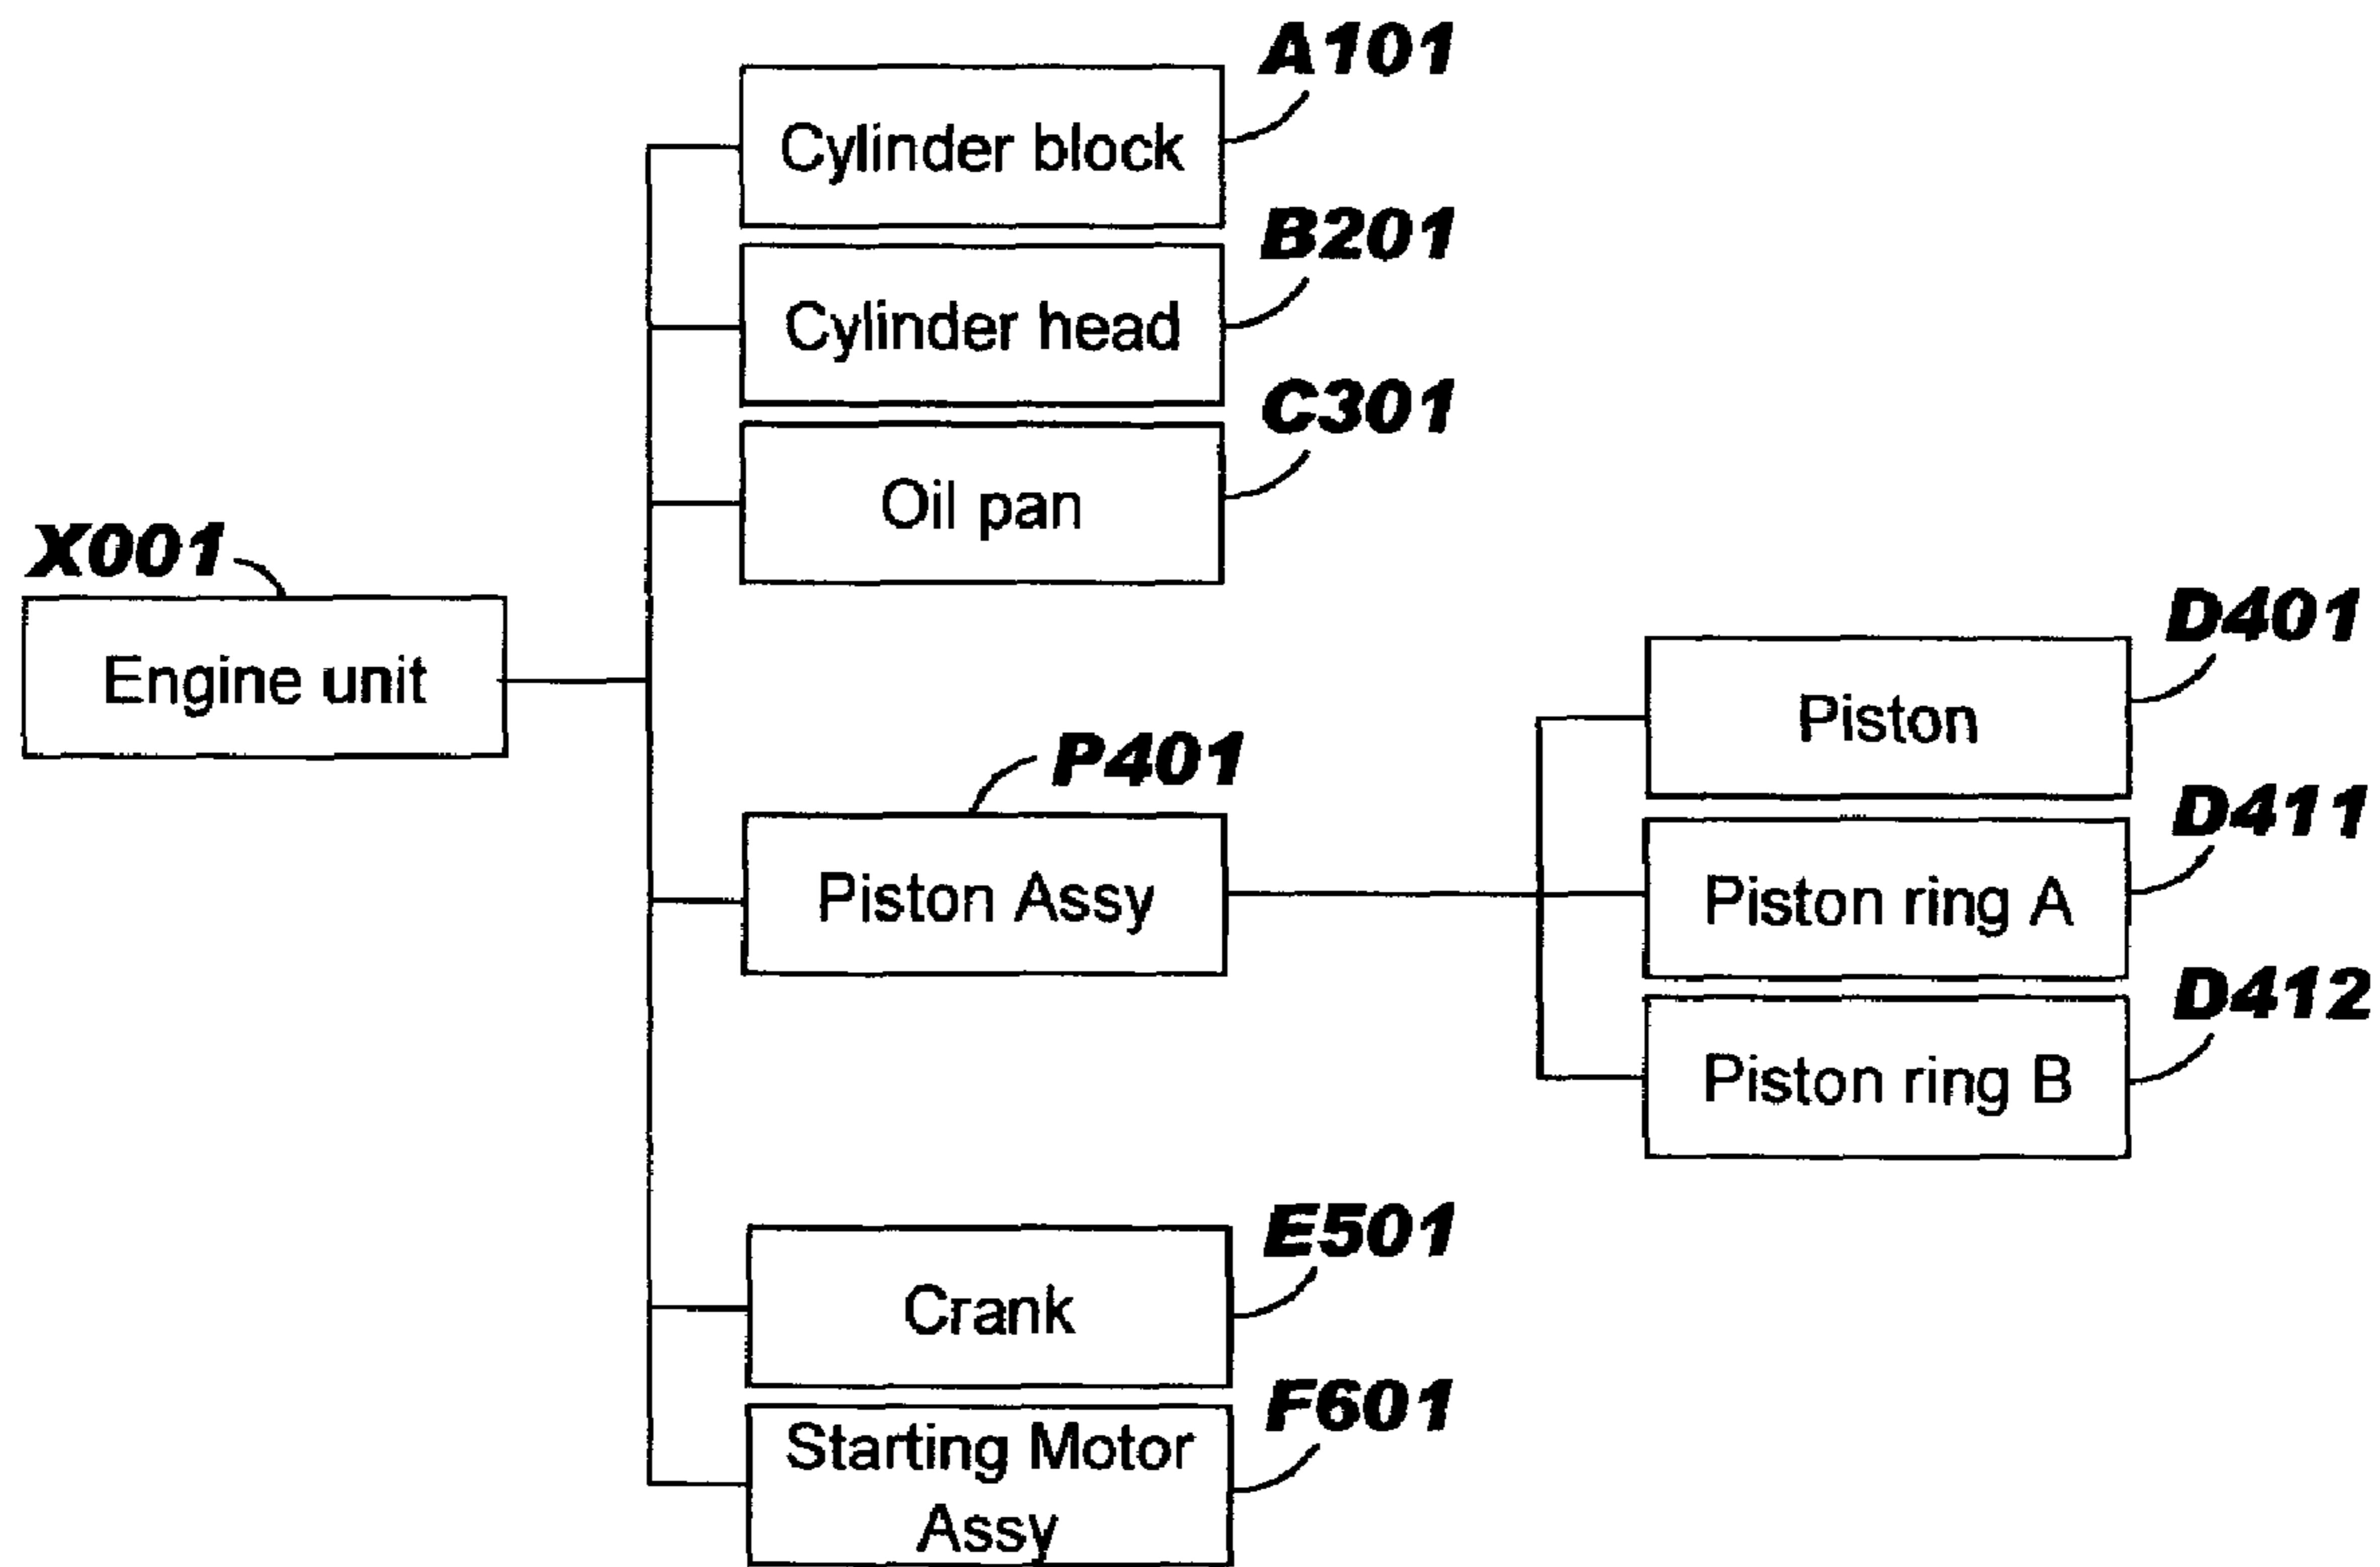 A101
Cylinder block
B201
Cylinder head
C301
Oil pan
X001
Engine unit
D401
Piston
P401
Piston Assy
D411
Piston ring A
D412
Piston ring B
E501
Crank
F601
Starting Motor
Assy